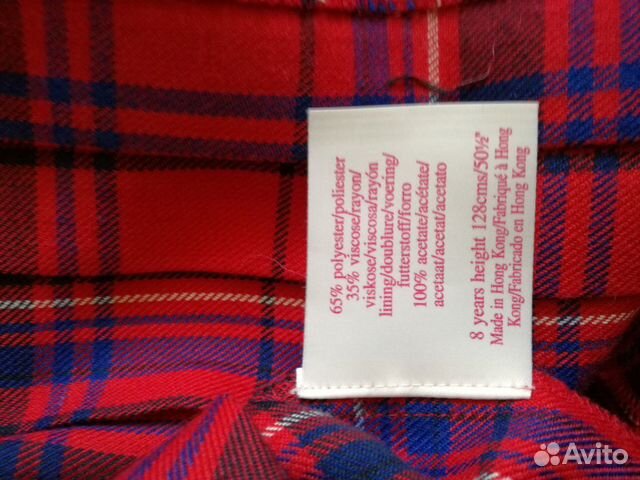 65% polyester/poliester
35% viscose/rayon/
viskose/viscosa/rayón
lining/doublure/voering/
futterstoff/forro
100% acetate/acétate/
acetaat/acetat/acetato
8 years height 128cms/50½"
Made in Hong Kong/Fabriqué à Hong
Kong/Fabricado en Hong Kong
Avito